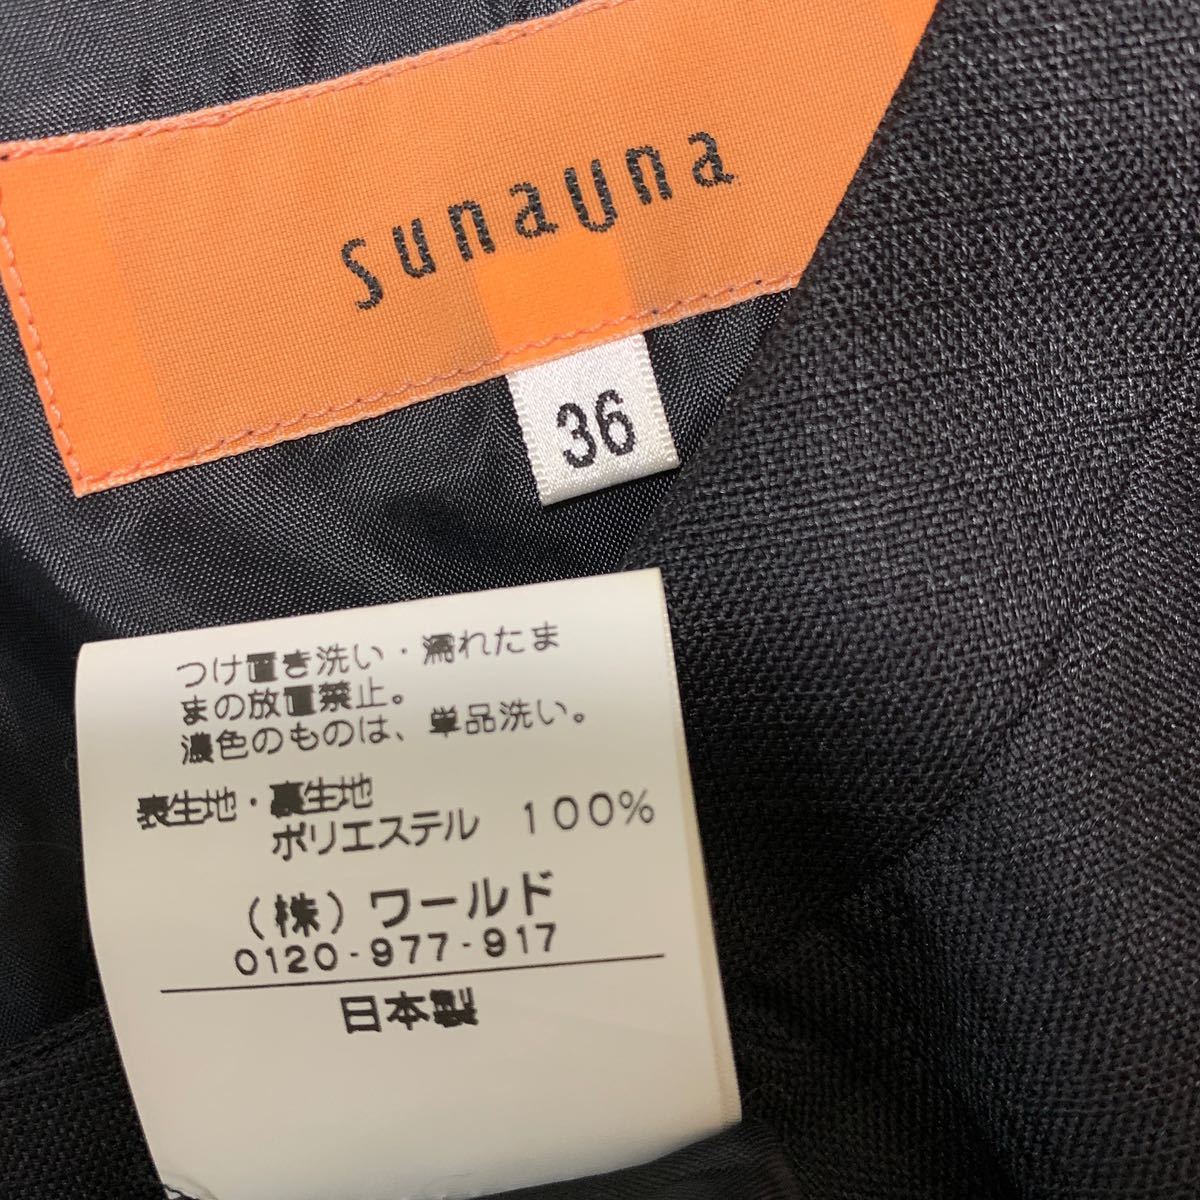 sunauna
36
つけ置き洗い・濡れたま
まの放置禁止。
濃色のものは、単品洗い。
表生地・裏生地
ポリエステル 100%
(株)ワールド
0120-977-917
日本製